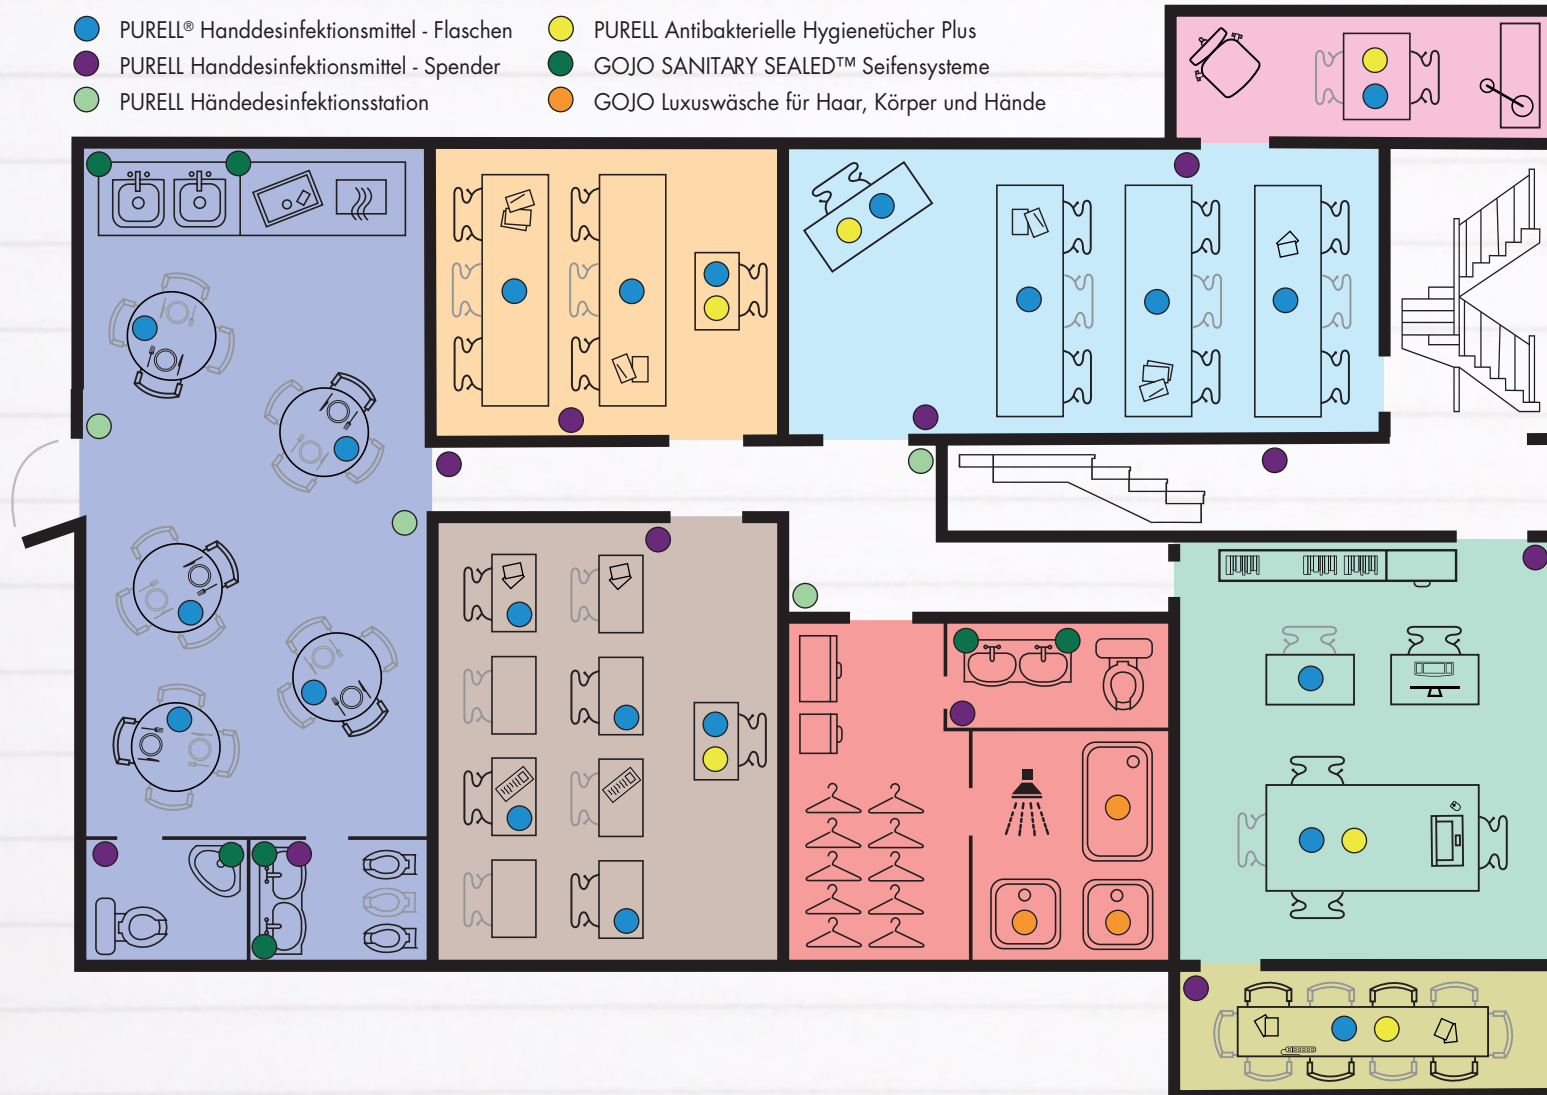 PURELL® Handdesinfektionsmittel - Flaschen
PURELL Handdesinfektionsmittel - Spender
PURELL Händedesinfektionsstation
PURELL Antibakterielle Hygienetücher Plus
GOJO SANITARY SEALED™ Seifensysteme
GOJO Luxuswäsche für Haar, Körper und Hände